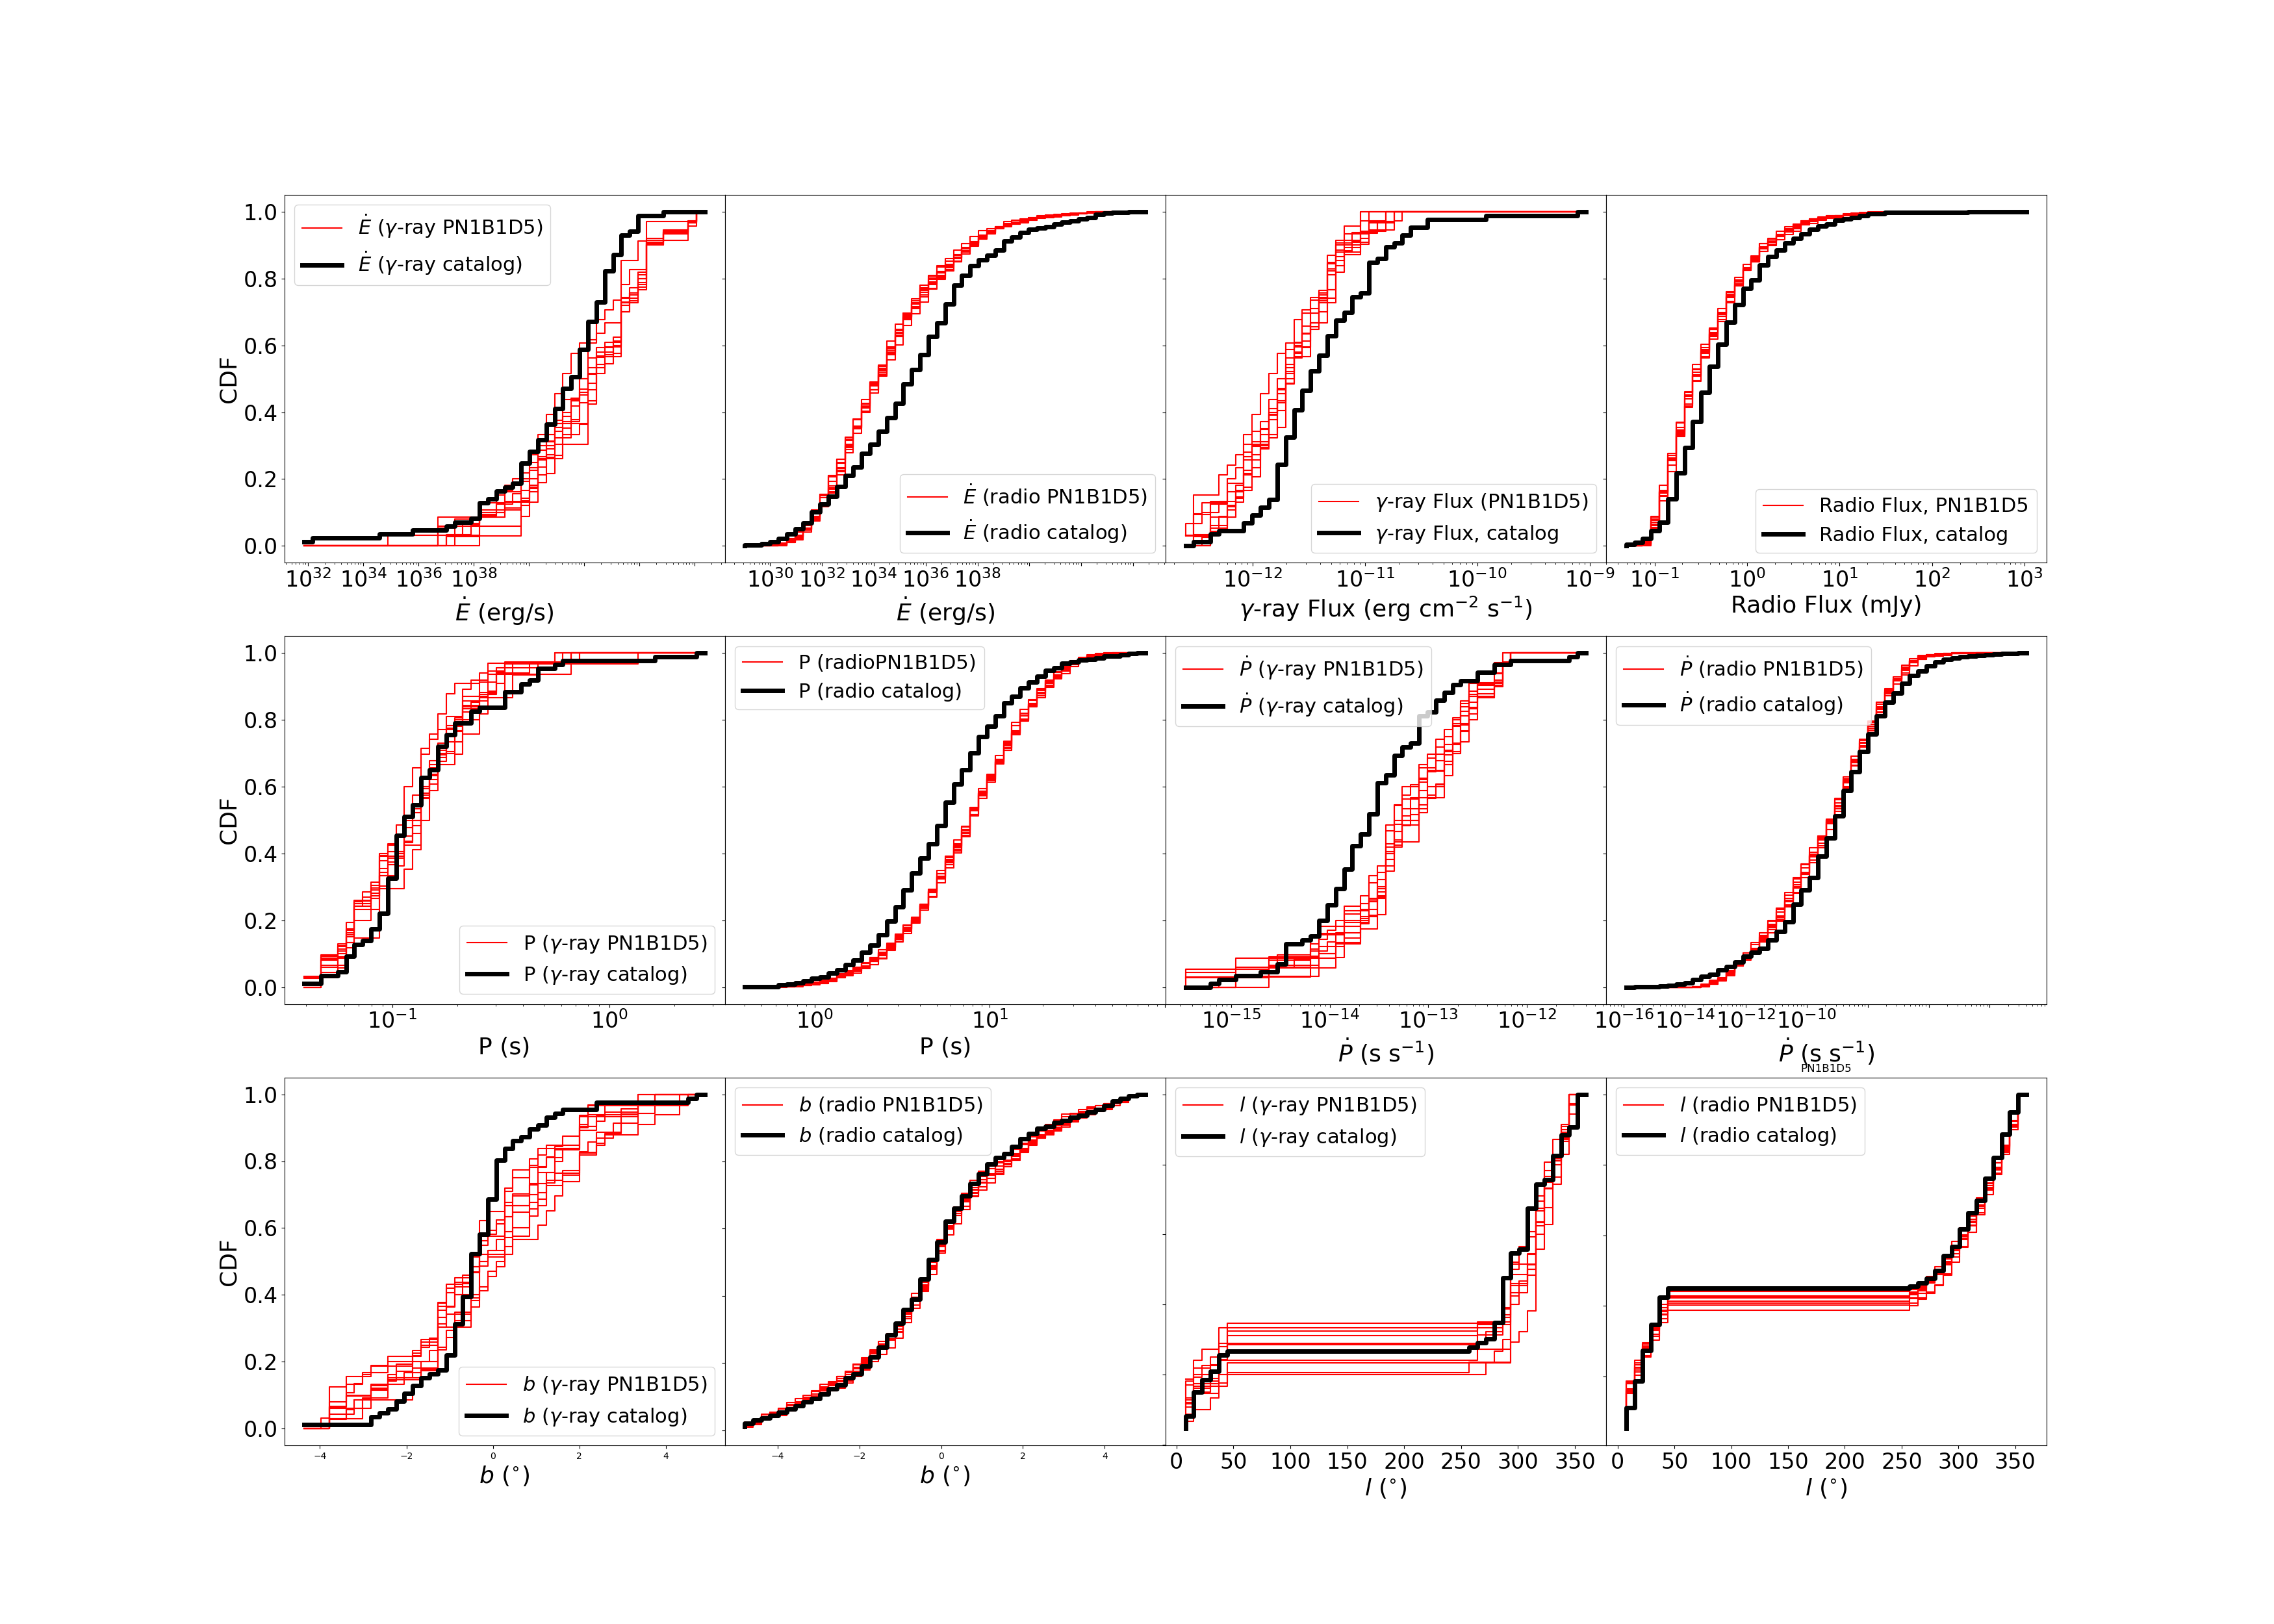 1.0
0.8
0.6
0.4
0.2
0.0
CDF
Ė (γ-ray PN1B1D5)
Ė (γ-ray catalog)
10³² 10³⁴ 10³⁶ 10³⁸
Ė (erg/s)
Ė (radio PN1B1D5)
Ė (radio catalog)
10³⁰ 10³² 10³⁴ 10³⁶ 10³⁸
Ė (erg/s)
γ-ray Flux (PN1B1D5)
γ-ray Flux, catalog
10⁻¹² 10⁻¹¹ 10⁻¹⁰ 10⁻⁹
γ-ray Flux (erg cm⁻² s⁻¹)
Radio Flux, PN1B1D5
Radio Flux, catalog
10⁻¹ 10⁰ 10¹ 10² 10³
Radio Flux (mJy)
1.0
0.8
0.6
0.4
0.2
0.0
CDF
P (γ-ray PN1B1D5)
P (γ-ray catalog)
10⁻¹ 10⁰
P (s)
P (radioPN1B1D5)
P (radio catalog)
10⁰ 10¹
P (s)
Ṗ (γ-ray PN1B1D5)
Ṗ (γ-ray catalog)
10⁻¹⁵ 10⁻¹⁴ 10⁻¹³ 10⁻¹²
Ṗ (s s⁻¹)
Ṗ (radio PN1B1D5)
Ṗ (radio catalog)
10⁻¹⁶ 10⁻¹⁴ 10⁻¹² 10⁻¹⁰
Ṗ (s s⁻¹)
PN1B1D5
1.0
0.8
0.6
0.4
0.2
0.0
CDF
b (γ-ray PN1B1D5)
b (γ-ray catalog)
−4 −2 0 2 4
b (°)
b (radio PN1B1D5)
b (radio catalog)
−4 −2 0 2 4
b (°)
l (γ-ray PN1B1D5)
l (γ-ray catalog)
0 50 100 150 200 250 300 350
l (°)
l (radio PN1B1D5)
l (radio catalog)
0 50 100 150 200 250 300 350
l (°)